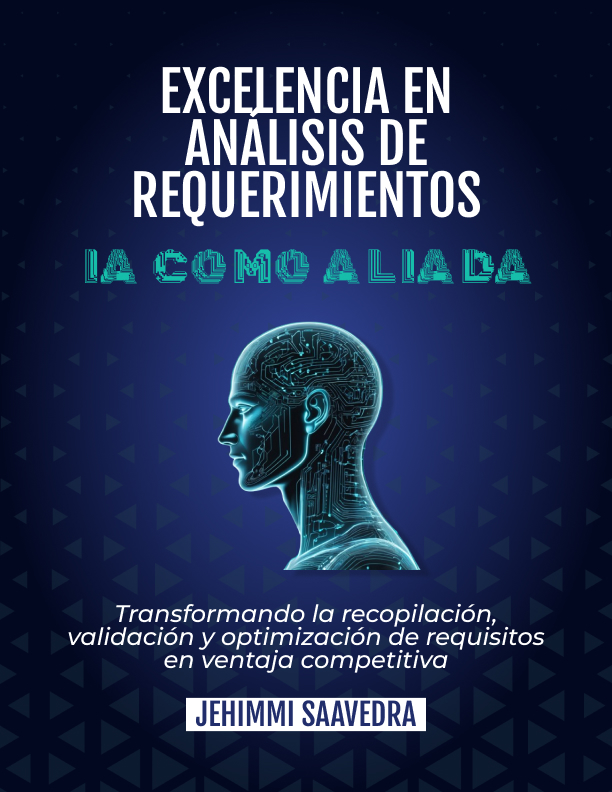 EXCELENCIA EN
ANÁLISIS DE
REQUERIMIENTOS
IA COMO ALIADA
Transformando la recopilación,
validación y optimización de requisitos
en ventaja competitiva
JEHIMMI SAAVEDRA